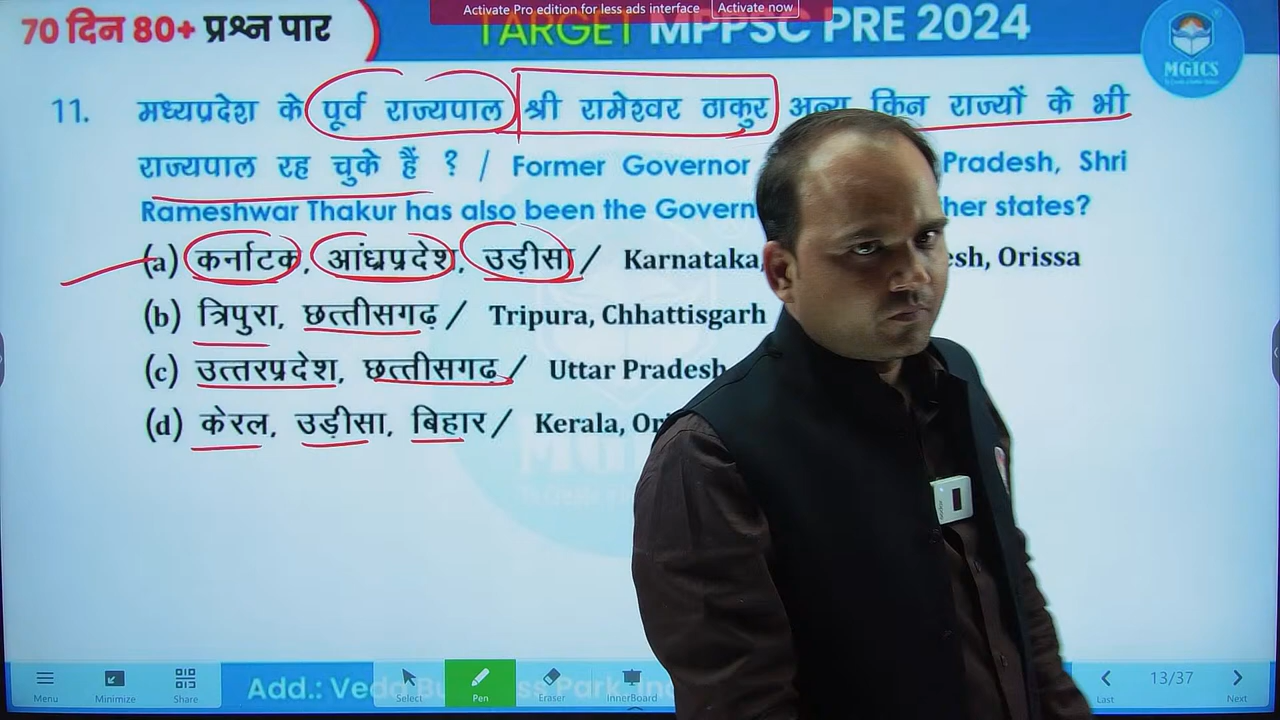 Activate Pro edition for less ads interface Activate now
70 दिन 80+ प्रश्न पार
TARGET MPPSC PRE 2024
MGICS
11. मध्यप्रदेश के पूर्व राज्यपाल श्री रामेश्वर ठाकुर अन्य किन राज्यों के भी
राज्यपाल रह चुके हैं ? / Former Governor Pradesh, Shri
Rameshwar Thakur has also been the states?
(a) कर्नाटक, आंध्रप्रदेश, उड़ीसा / Karnataka, Orissa
(b) त्रिपुरा, छत्तीसगढ़ / Tripura, Chhattisgarh
(c) उत्तरप्रदेश, छत्तीसगढ़ / Uttar Pradesh
(d) केरल, उड़ीसा, बिहार / Kerala,
Menu Minimize Share Add.: Select Pen Eraser InnerBoard Last 13/37 Next